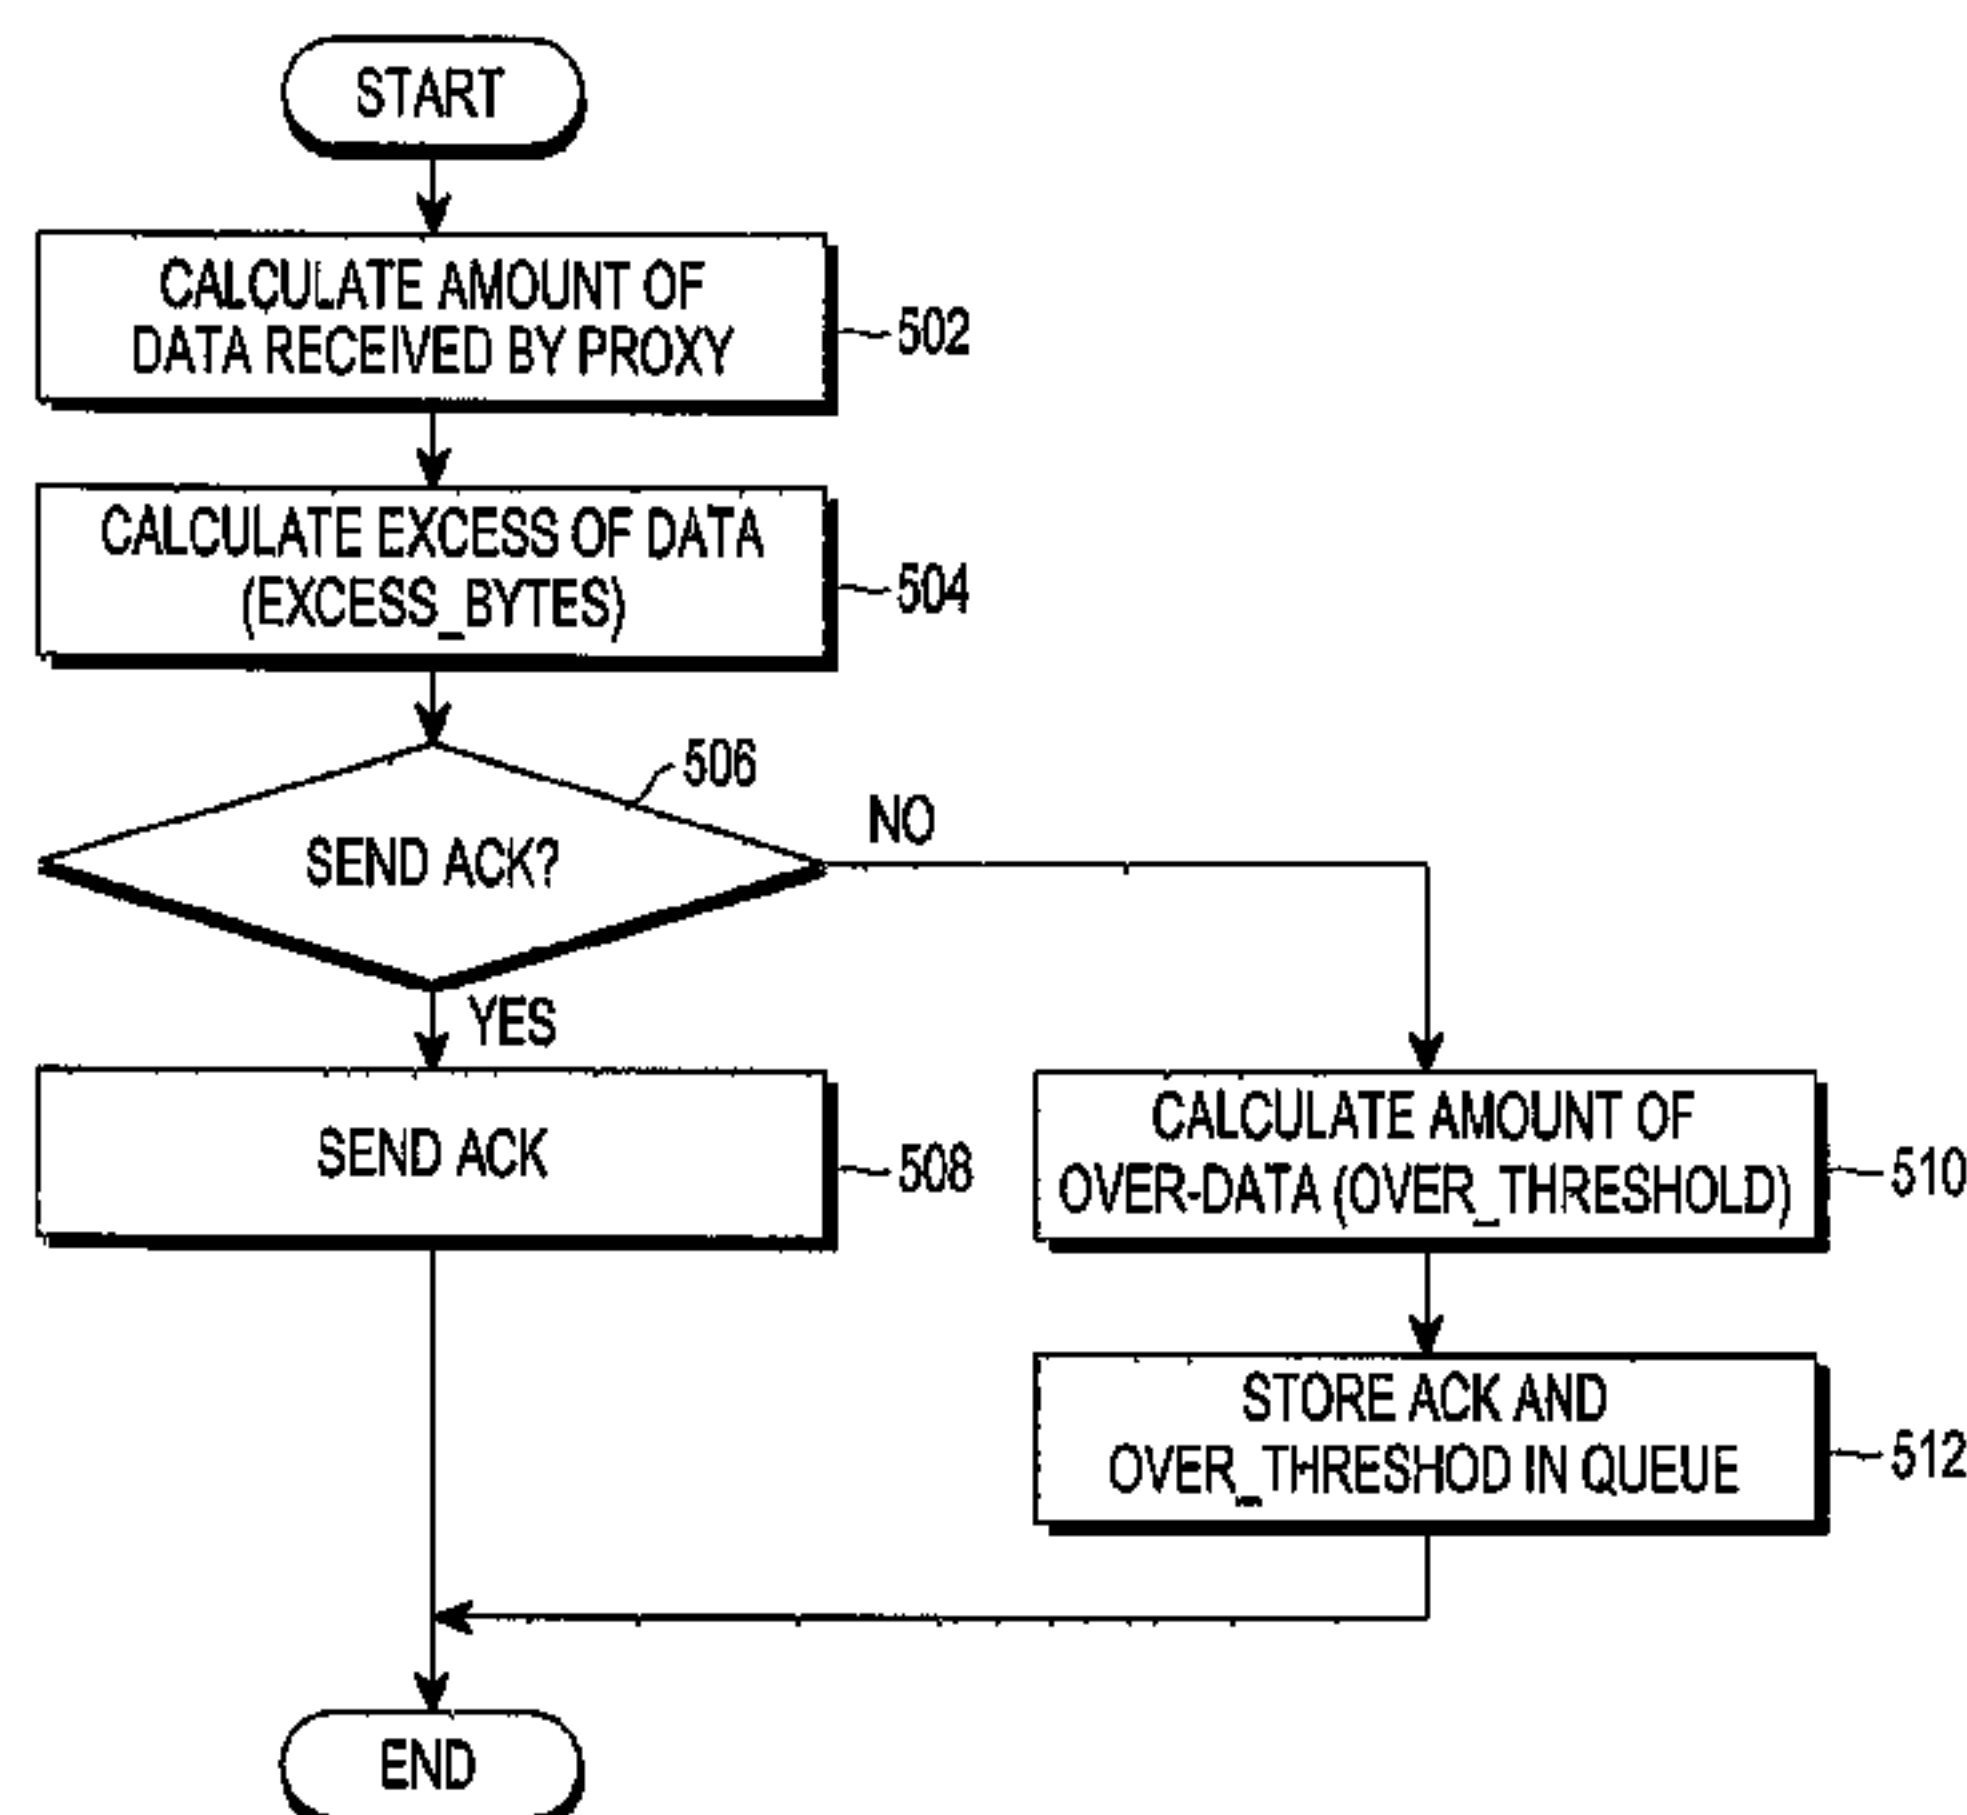 START
CALCULATE AMOUNT OF
DATA RECEIVED BY PROXY
502
CALCULATE EXCESS OF DATA
(EXCESS_BYTES)
504
506
SEND ACK?
NO
YES
SEND ACK
508
CALCULATE AMOUNT OF
OVER-DATA (OVER_THRESHOLD)
510
STORE ACK AND
OVER_THRESHOD IN QUEUE
512
END